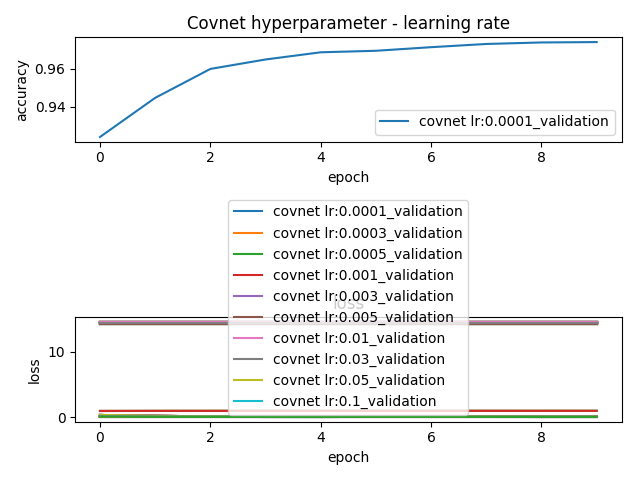 Covnet hyperparameter - learning rate
accuracy
0.96
0.94
covnet lr:0.0001_validation
0 2 4 6 8
epoch
covnet lr:0.0001_validation
covnet lr:0.0003_validation
covnet lr:0.0005_validation
covnet lr:0.001_validation
covnet lr:0.003_validation
loss
covnet lr:0.005_validation
covnet lr:0.01_validation
covnet lr:0.03_validation
covnet lr:0.05_validation
covnet lr:0.1_validation
loss
10
0
0 2 4 6 8
epoch